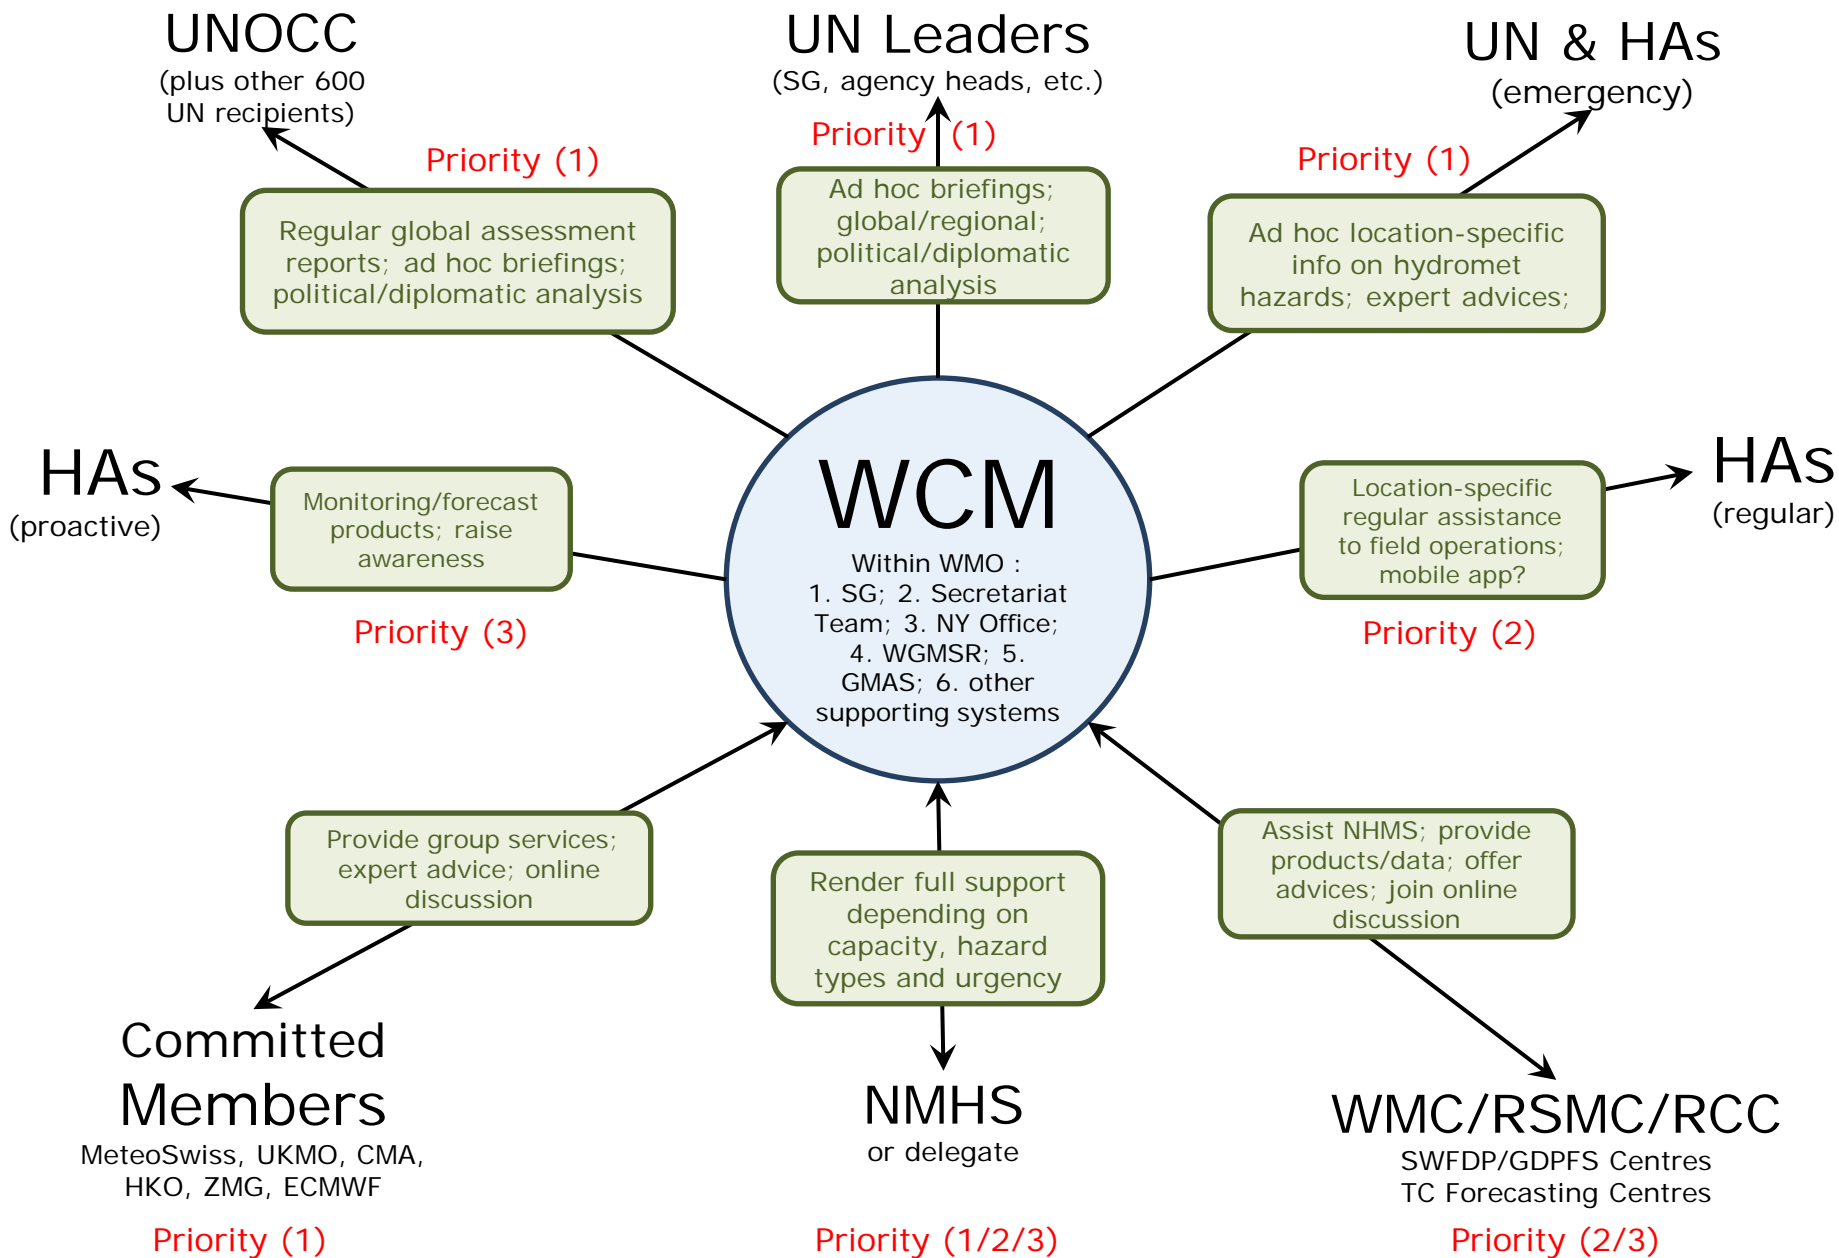 UNOCC
(plus other 600
UN recipients)
Priority (1)
Regular global assessment
reports; ad hoc briefings;
political/diplomatic analysis
UN Leaders
(SG, agency heads, etc.)
Priority (1)
Ad hoc briefings;
global/regional;
political/diplomatic
analysis
UN & HAs
(emergency)
Priority (1)
Ad hoc location-specific
info on hydromet
hazards; expert advices;
HAs
(proactive)
Monitoring/forecast
products; raise
awareness
Priority (3)
WCM
Within WMO :
1. SG; 2. Secretariat
Team; 3. NY Office;
4. WGMSR; 5.
GMAS; 6. other
supporting systems
Location-specific
regular assistance
to field operations;
mobile app?
HAs
(regular)
Priority (2)
Provide group services;
expert advice; online
discussion
Committed
Members
MeteoSwiss, UKMO, CMA,
HKO, ZMG, ECMWF
Priority (1)
Render full support
depending on
capacity, hazard
types and urgency
NMHS
or delegate
Priority (1/2/3)
Assist NHMS; provide
products/data; offer
advices; join online
discussion
WMC/RSMC/RCC
SWFDP/GDPFS Centres
TC Forecasting Centres
Priority (2/3)